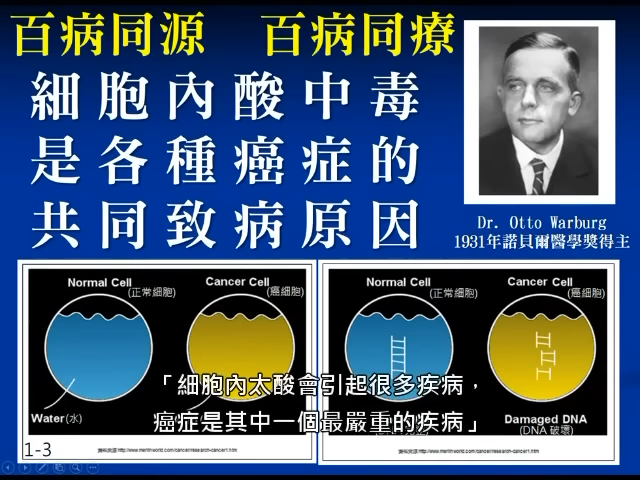 百病同源 百病同療
細胞內酸中毒
是各種癌症的
共同致病原因
Dr. Otto Warburg
1931年諾貝爾醫學獎得主
Normal Cell
(正常細胞)
Cancer Cell
(癌細胞)
Water(水)
Normal Cell
(正常細胞)
Cancer Cell
(癌細胞)
Damaged DNA
(DNA 破壞)
「細胞內太酸會引起很多疾病，
癌症是其中一個最嚴重的疾病」
1-3